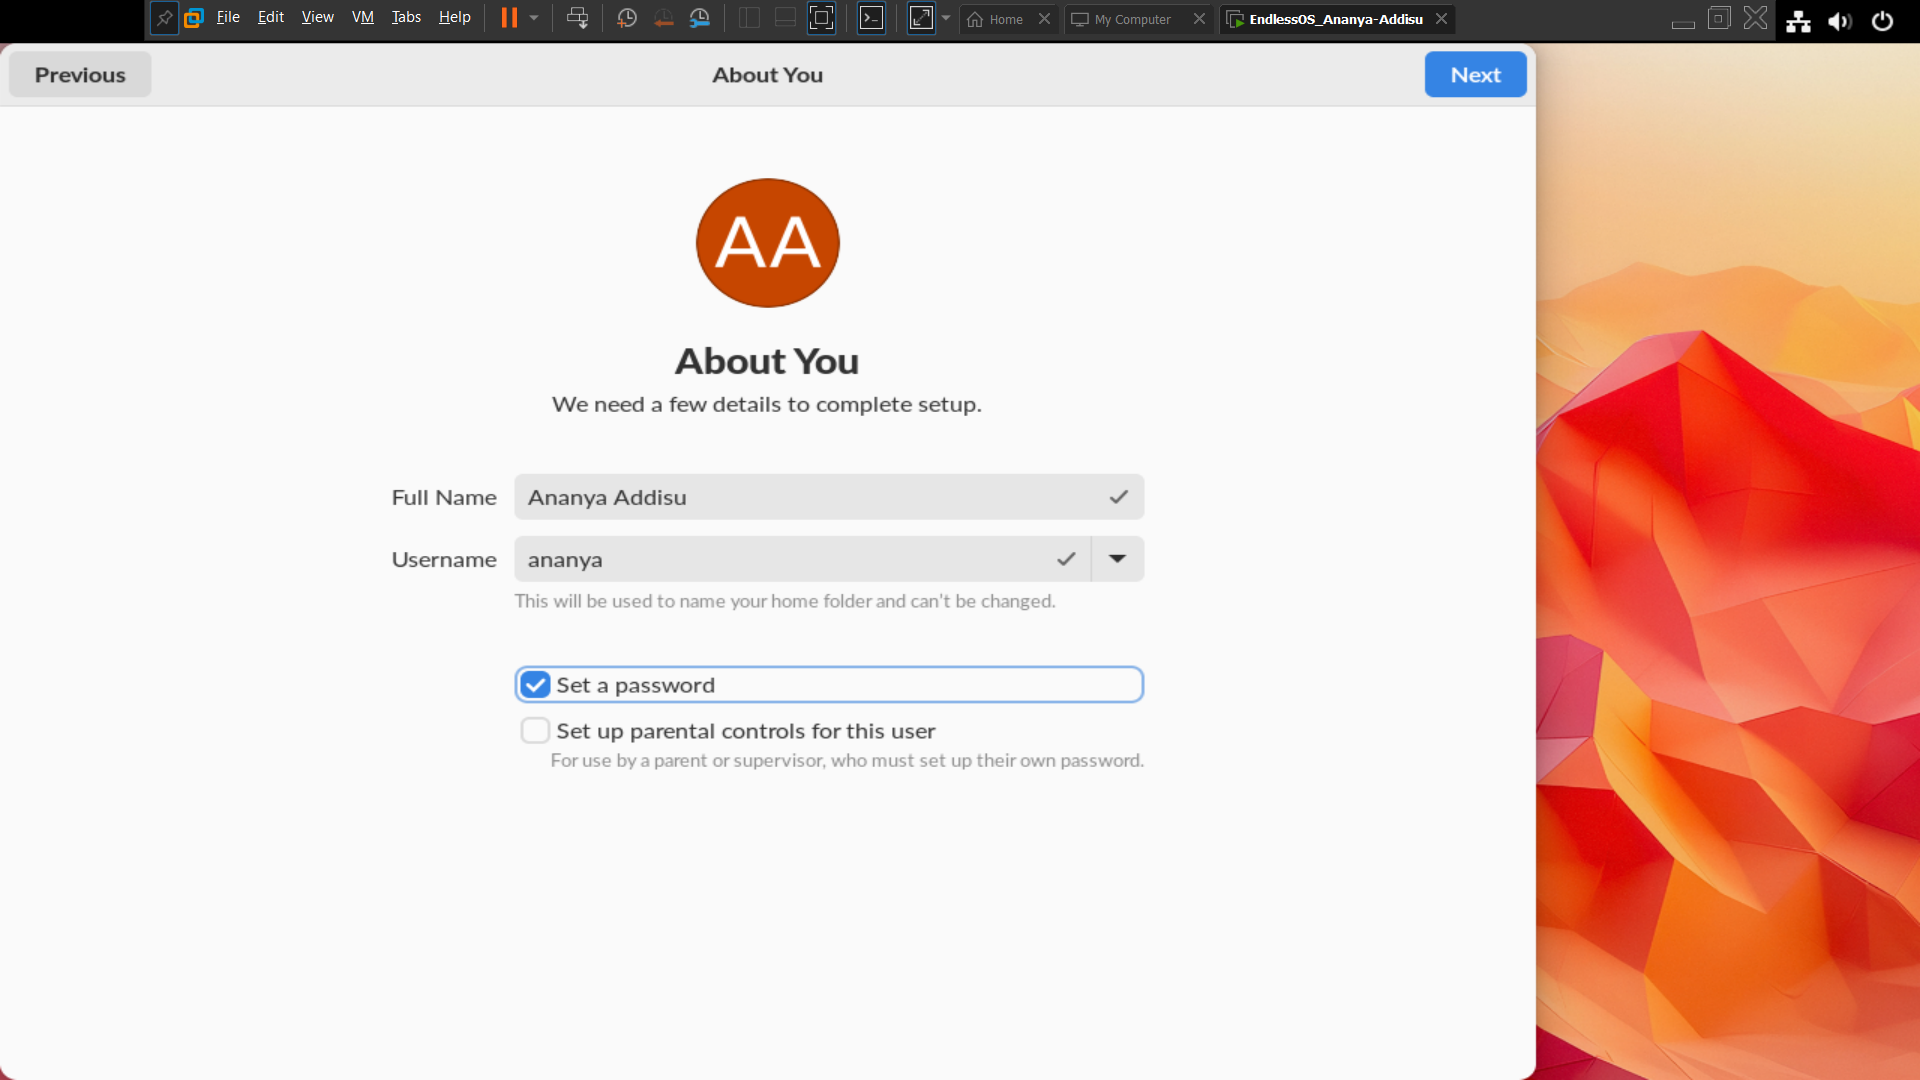 File Edit View VM Tabs Help Home My Computer EndlessOS_Ananya-Addisu
Previous About You Next
AA
About You
We need a few details to complete setup.
Full Name Ananya Addisu
Username ananya
This will be used to name your home folder and can't be changed.
Set a password
Set up parental controls for this user
For use by a parent or supervisor, who must set up their own password.